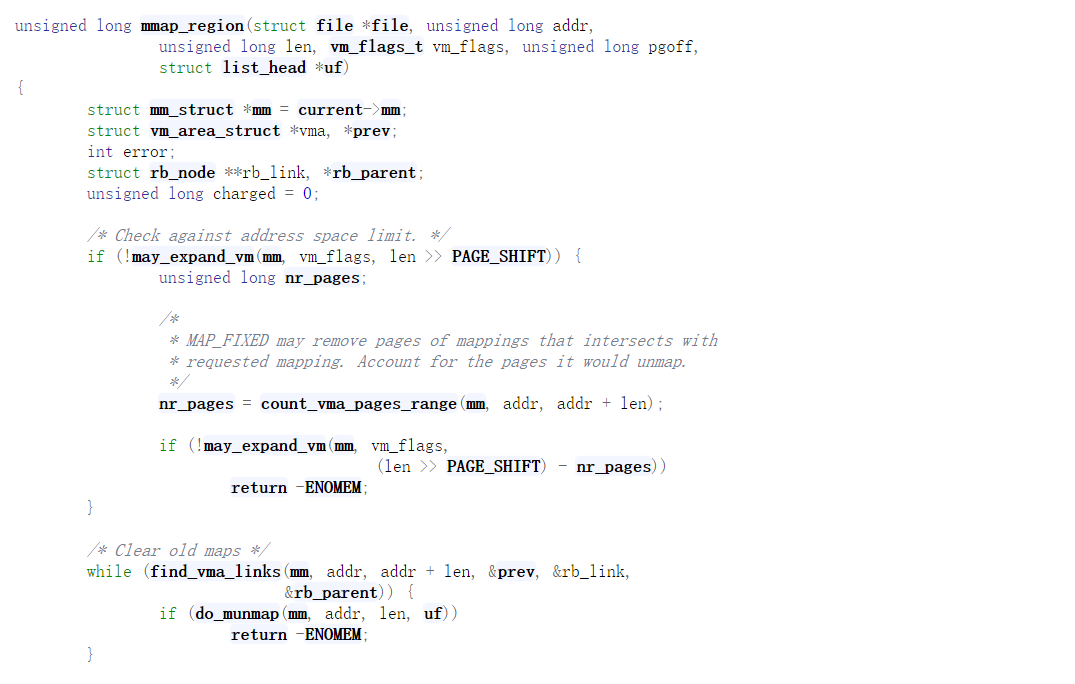 unsigned long mmap_region(struct file *file, unsigned long addr,
unsigned long len, vm_flags_t vm_flags, unsigned long pgoff,
struct list_head *uf)
{
struct mm_struct *mm = current->mm;
struct vm_area_struct *vma, *prev;
int error;
struct rb_node **rb_link, *rb_parent;
unsigned long charged = 0;
/* Check against address space limit. */
if (!may_expand_vm(mm, vm_flags, len >> PAGE_SHIFT)) {
unsigned long nr_pages;
/*
* MAP_FIXED may remove pages of mappings that intersects with
* requested mapping. Account for the pages it would unmap.
*/
nr_pages = count_vma_pages_range(mm, addr, addr + len);
if (!may_expand_vm(mm, vm_flags,
(len >> PAGE_SHIFT) - nr_pages))
return -ENOMEM;
}
/* Clear old maps */
while (find_vma_links(mm, addr, addr + len, &prev, &rb_link,
&rb_parent)) {
if (do_munmap(mm, addr, len, uf))
return -ENOMEM;
}